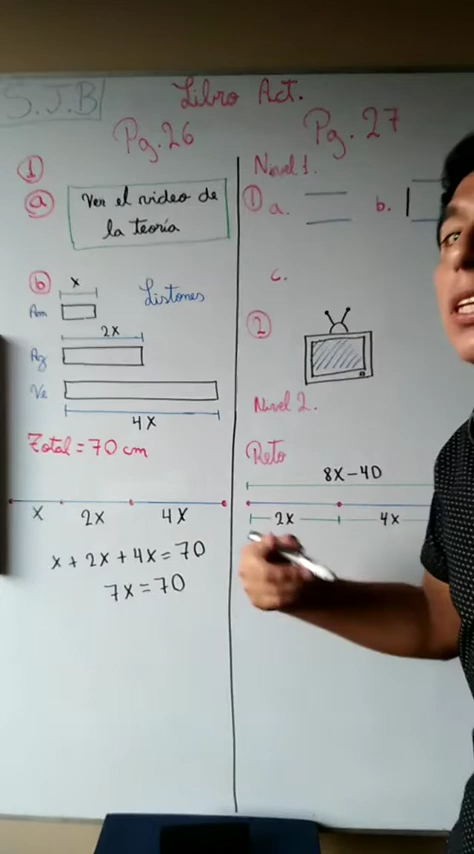 S.J.B
Libro Act.
Pg. 26
1
a
Ver el video de
la teoría
b
x
Listones
Am
2x
Az
Ve
4x
Total = 70 cm
x 2x 4x
x + 2x + 4x = 70
7x = 70
Pg. 27
Nivel 1.
1 a. b.
c.
2
Nivel 2.
Reto
8x - 40
2x 4x